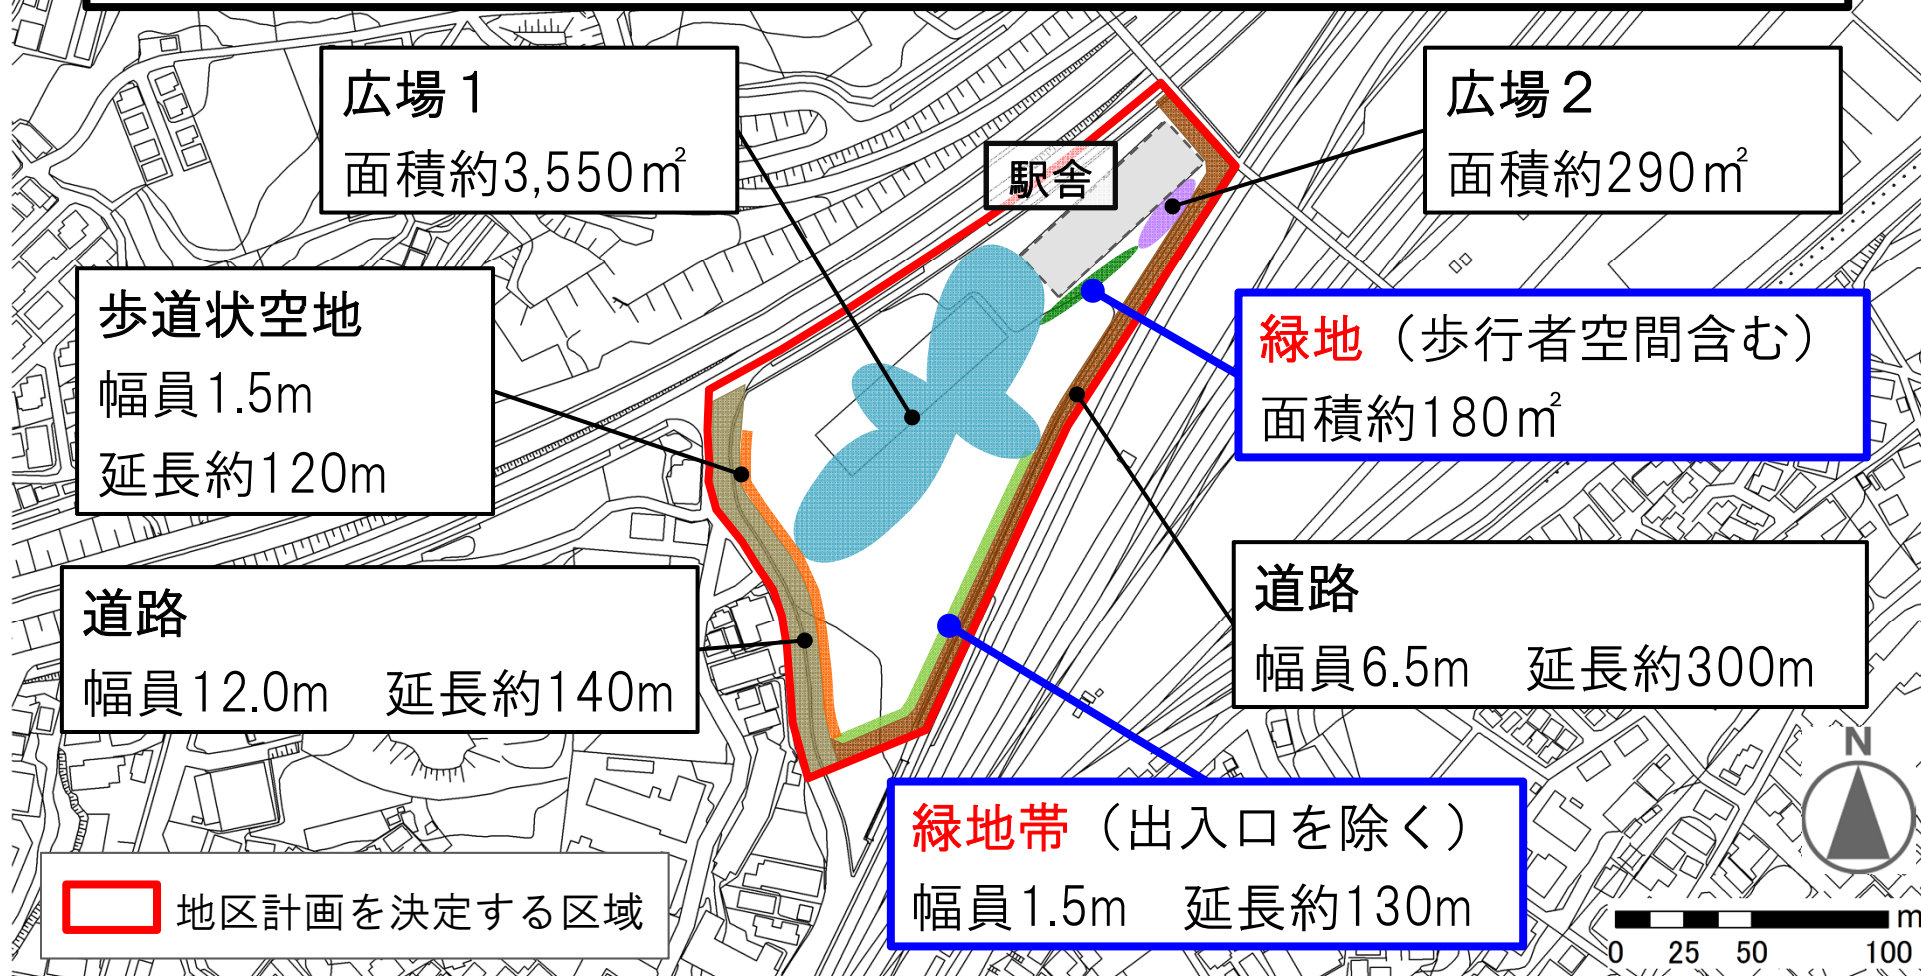 広場1
面積約3,550㎡
駅舎
広場2
面積約290㎡
歩道状空地
幅員1.5m
延長約120m
緑地（歩行者空間含む）
面積約180㎡
道路
幅員12.0m　延長約140m
道路
幅員6.5m　延長約300m
緑地帯（出入口を除く）
幅員1.5m　延長約130m
地区計画を決定する区域
N
m
0 25 50 100